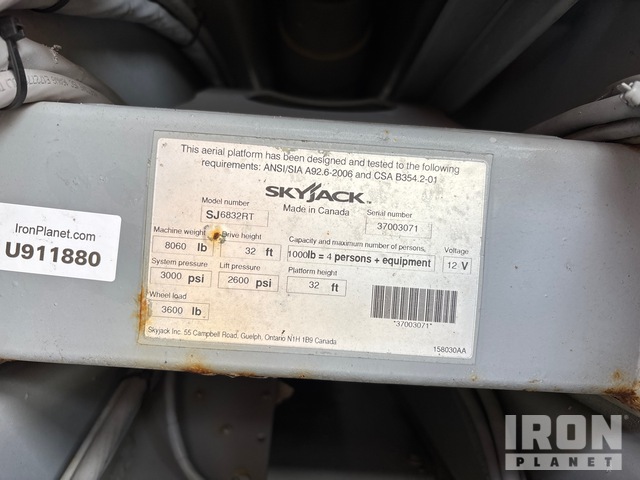 This aerial platform has been designed and tested to the following
requirements: ANSI/SIA A92.6-2006 and CSA B354.2-01
SKYJACK
Made in Canada
Model number
SJ6832RT
Serial number
37003071
Machine weight
8060 lb
Drive height
32 ft
Capacity and maximum number of persons,
1000lb = 4 persons + equipment
Voltage
12 V
System pressure
3000 psi
Lift pressure
2600 psi
Platform height
32 ft
Wheel load
3600 lb
*37003071*
Skyjack Inc. 55 Campbell Road, Guelph, Ontario N1H 1B9 Canada
158030AA
IronPlanet.com
U911880
IRON
PLANET